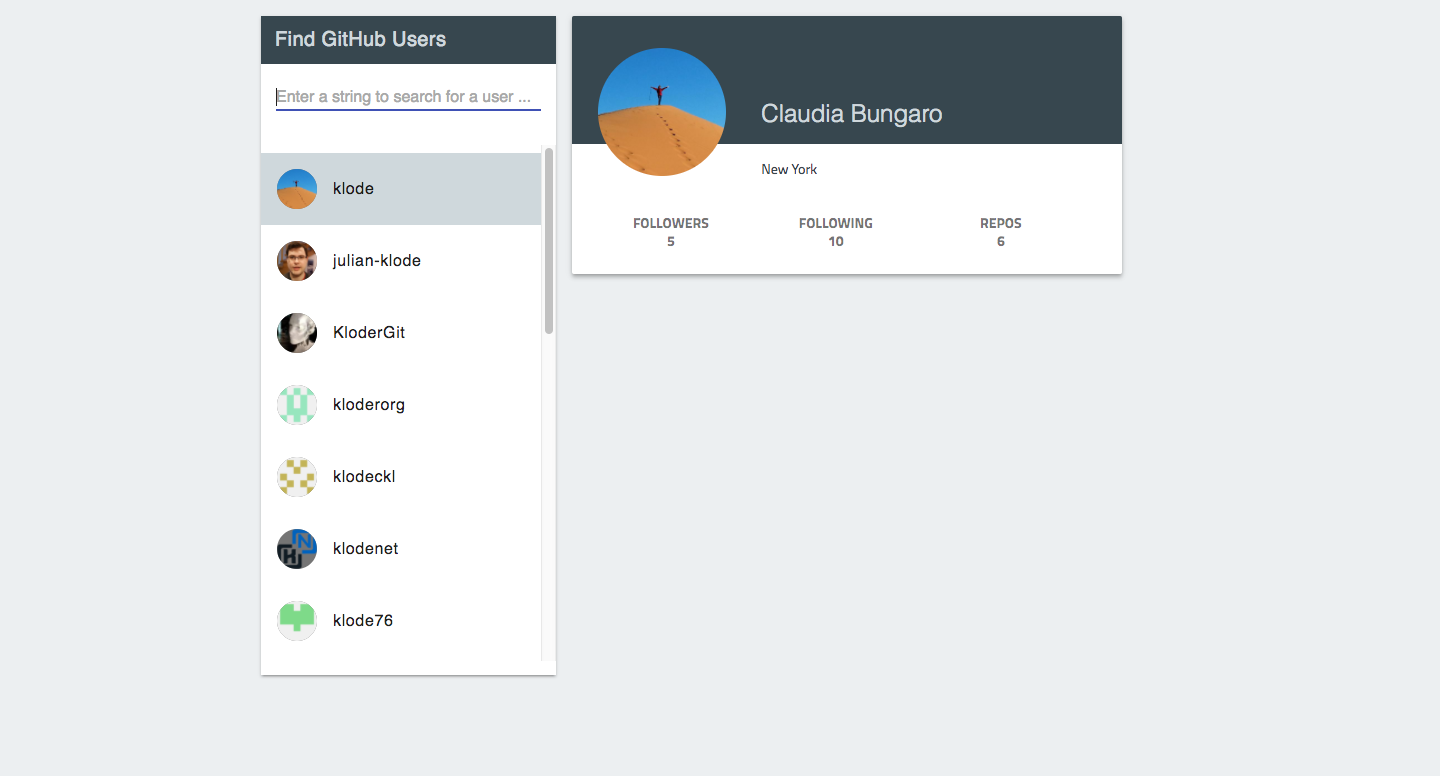 Find GitHub Users
Enter a string to search for a user ...
klode
julian-klode
KloderGit
kloderorg
klodeckl
klodenet
klode76
Claudia Bungaro
New York
FOLLOWERS
5
FOLLOWING
10
REPOS
6